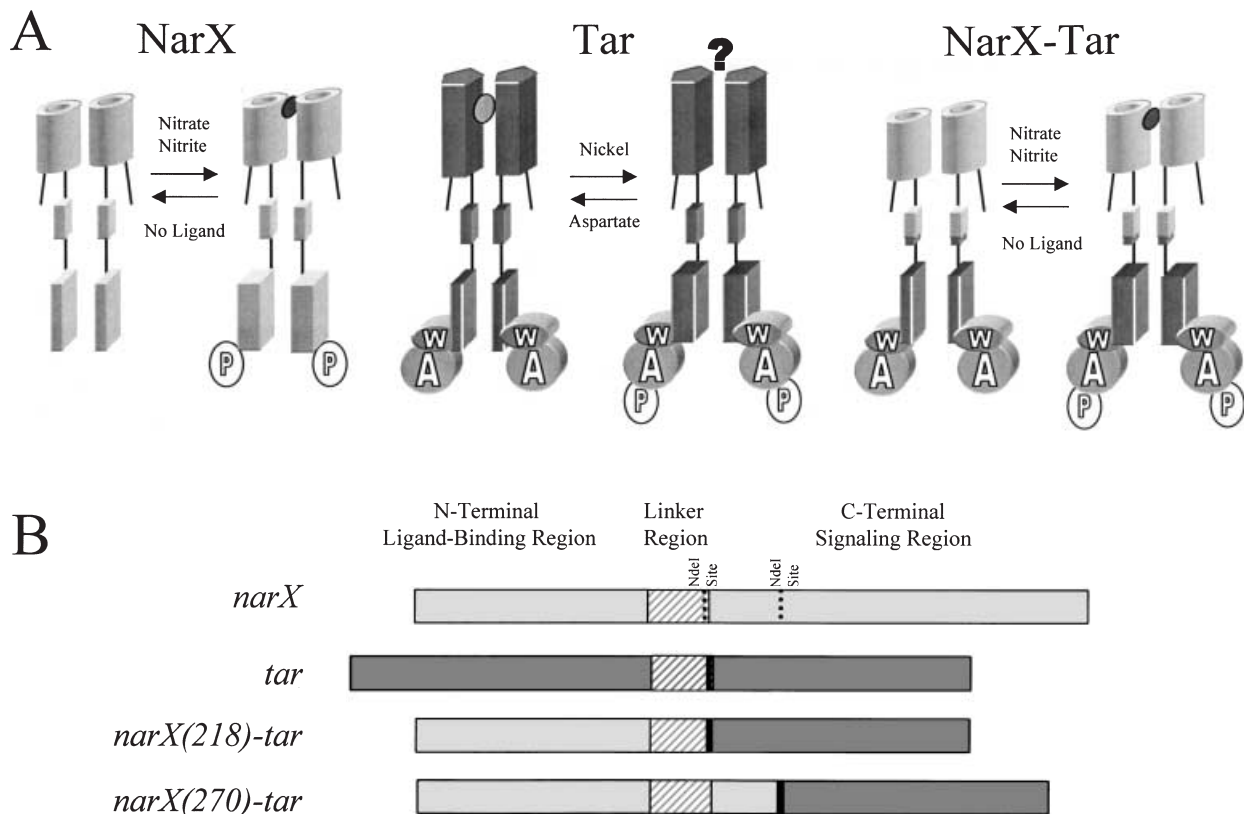 A
NarX
Tar
?
NarX-Tar
Nitrate
Nitrite
No Ligand
P
P
Nickel
Aspartate
W
A
W
A
W
A
P
W
A
P
Nitrate
Nitrite
No Ligand
W
A
W
A
W
A
P
W
A
P
B
N-Terminal
Ligand-Binding Region
Linker
Region
C-Terminal
Signaling Region
NdeI
Site
NdeI
Site
narX
tar
narX(218)-tar
narX(270)-tar